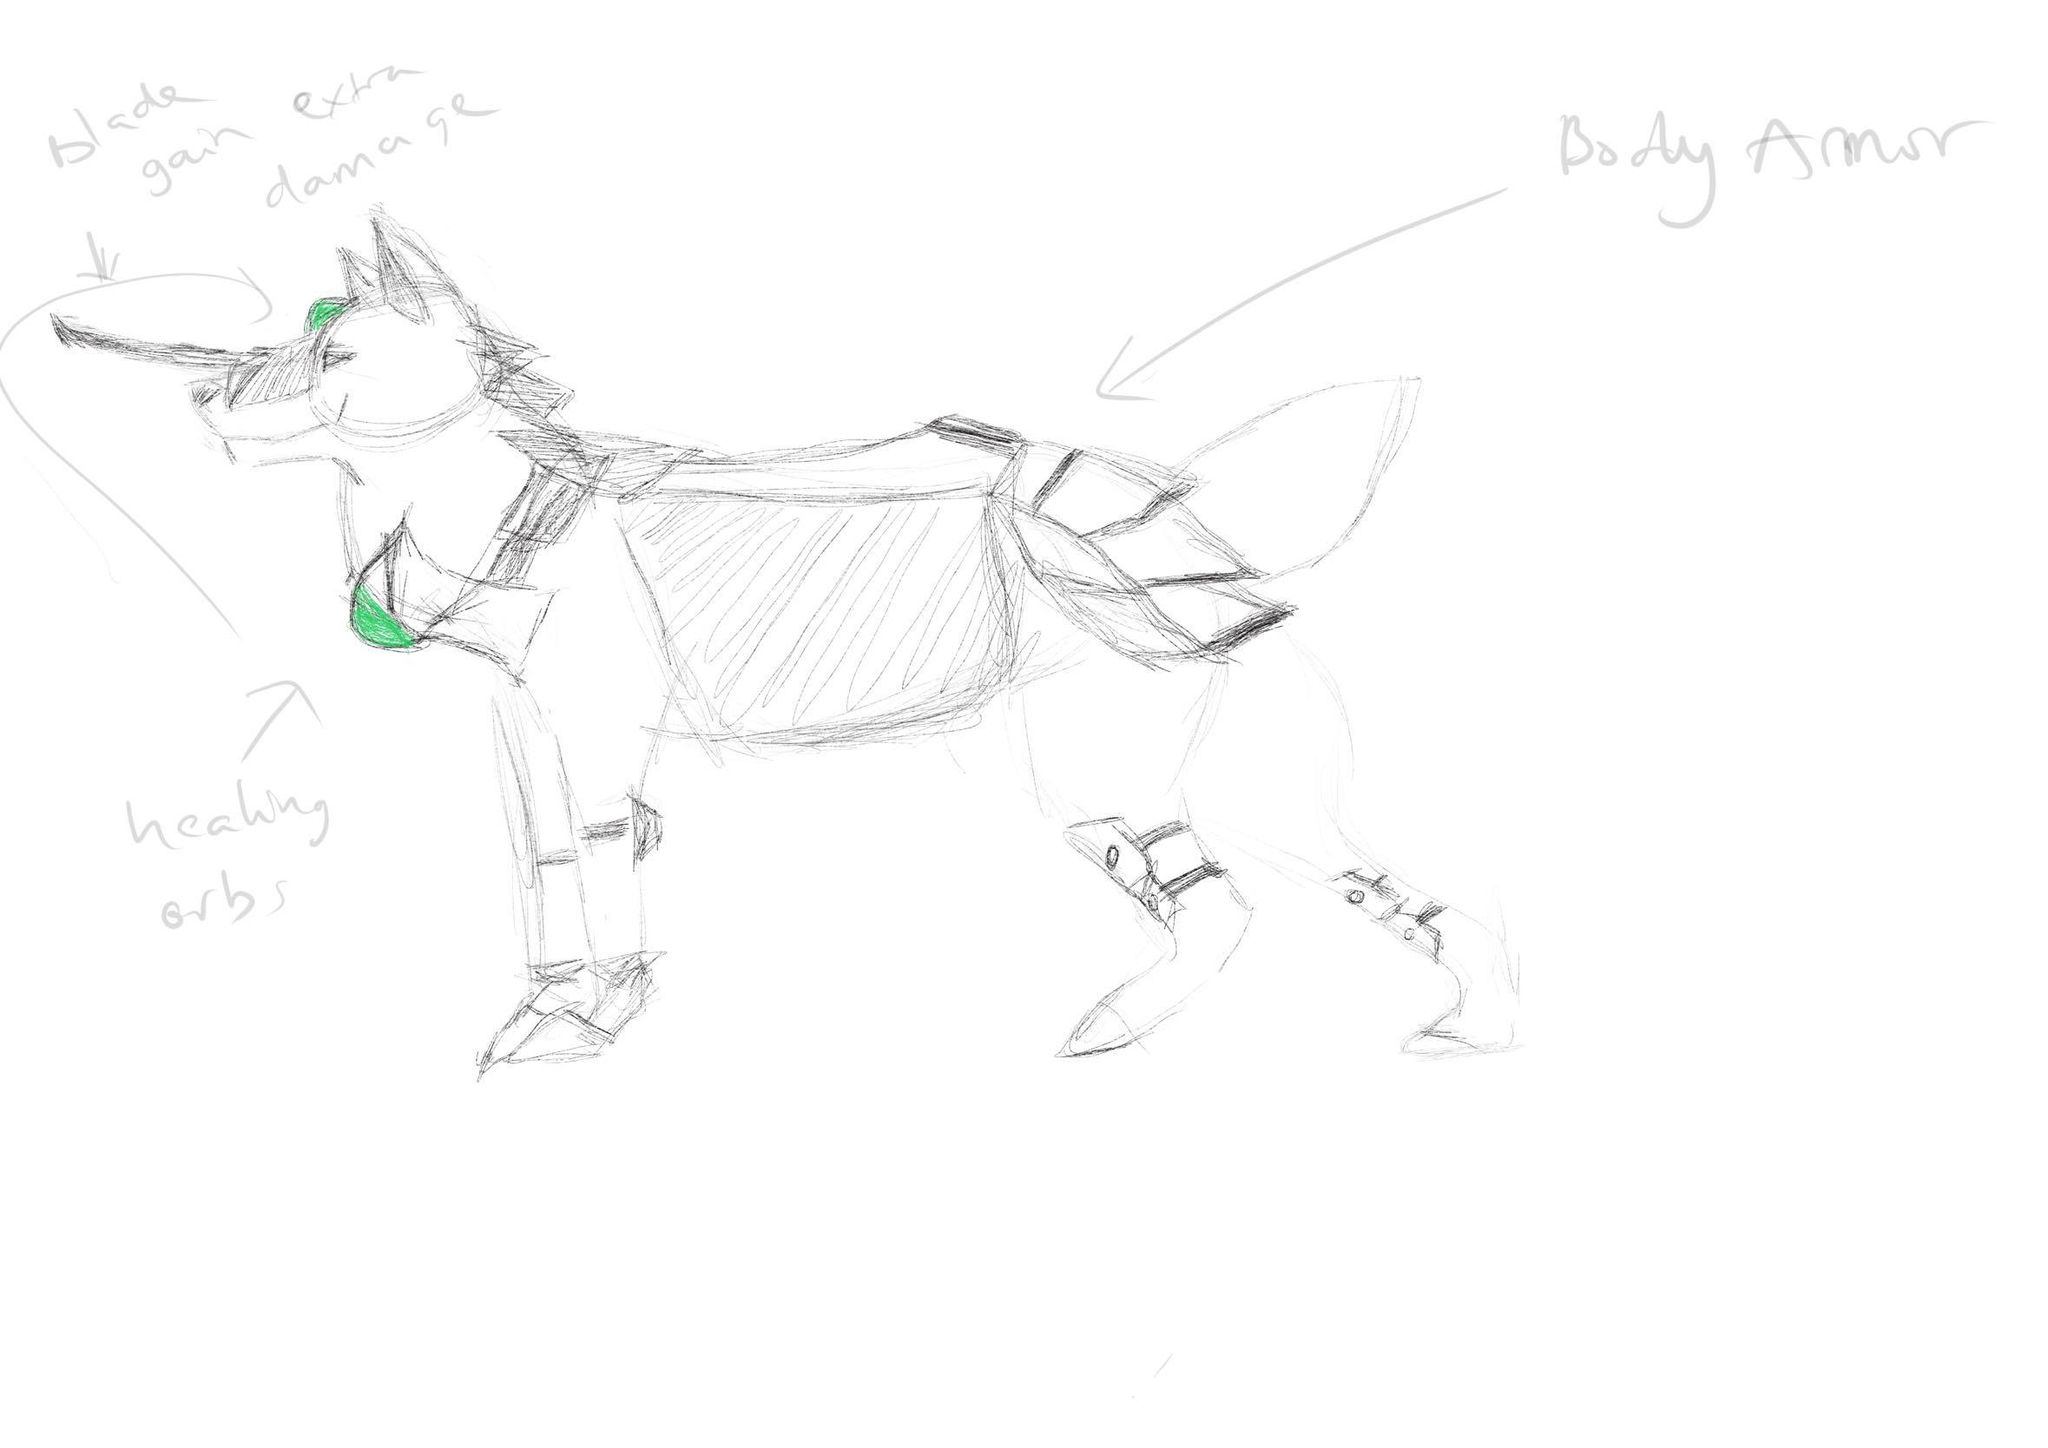 blade
gain extra
damage
Body Armor
healing
orbs